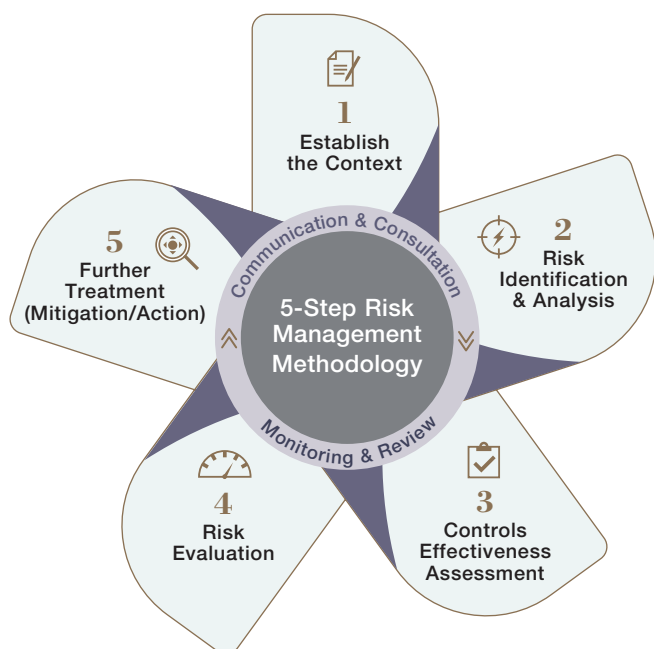 1
Establish
the Context
2
Risk
Identification
& Analysis
3
Controls
Effectiveness
Assessment
4
Risk
Evaluation
5
Further
Treatment
(Mitigation/Action)
Communication & Consultation
5-Step Risk
Management
Methodology
Monitoring & Review